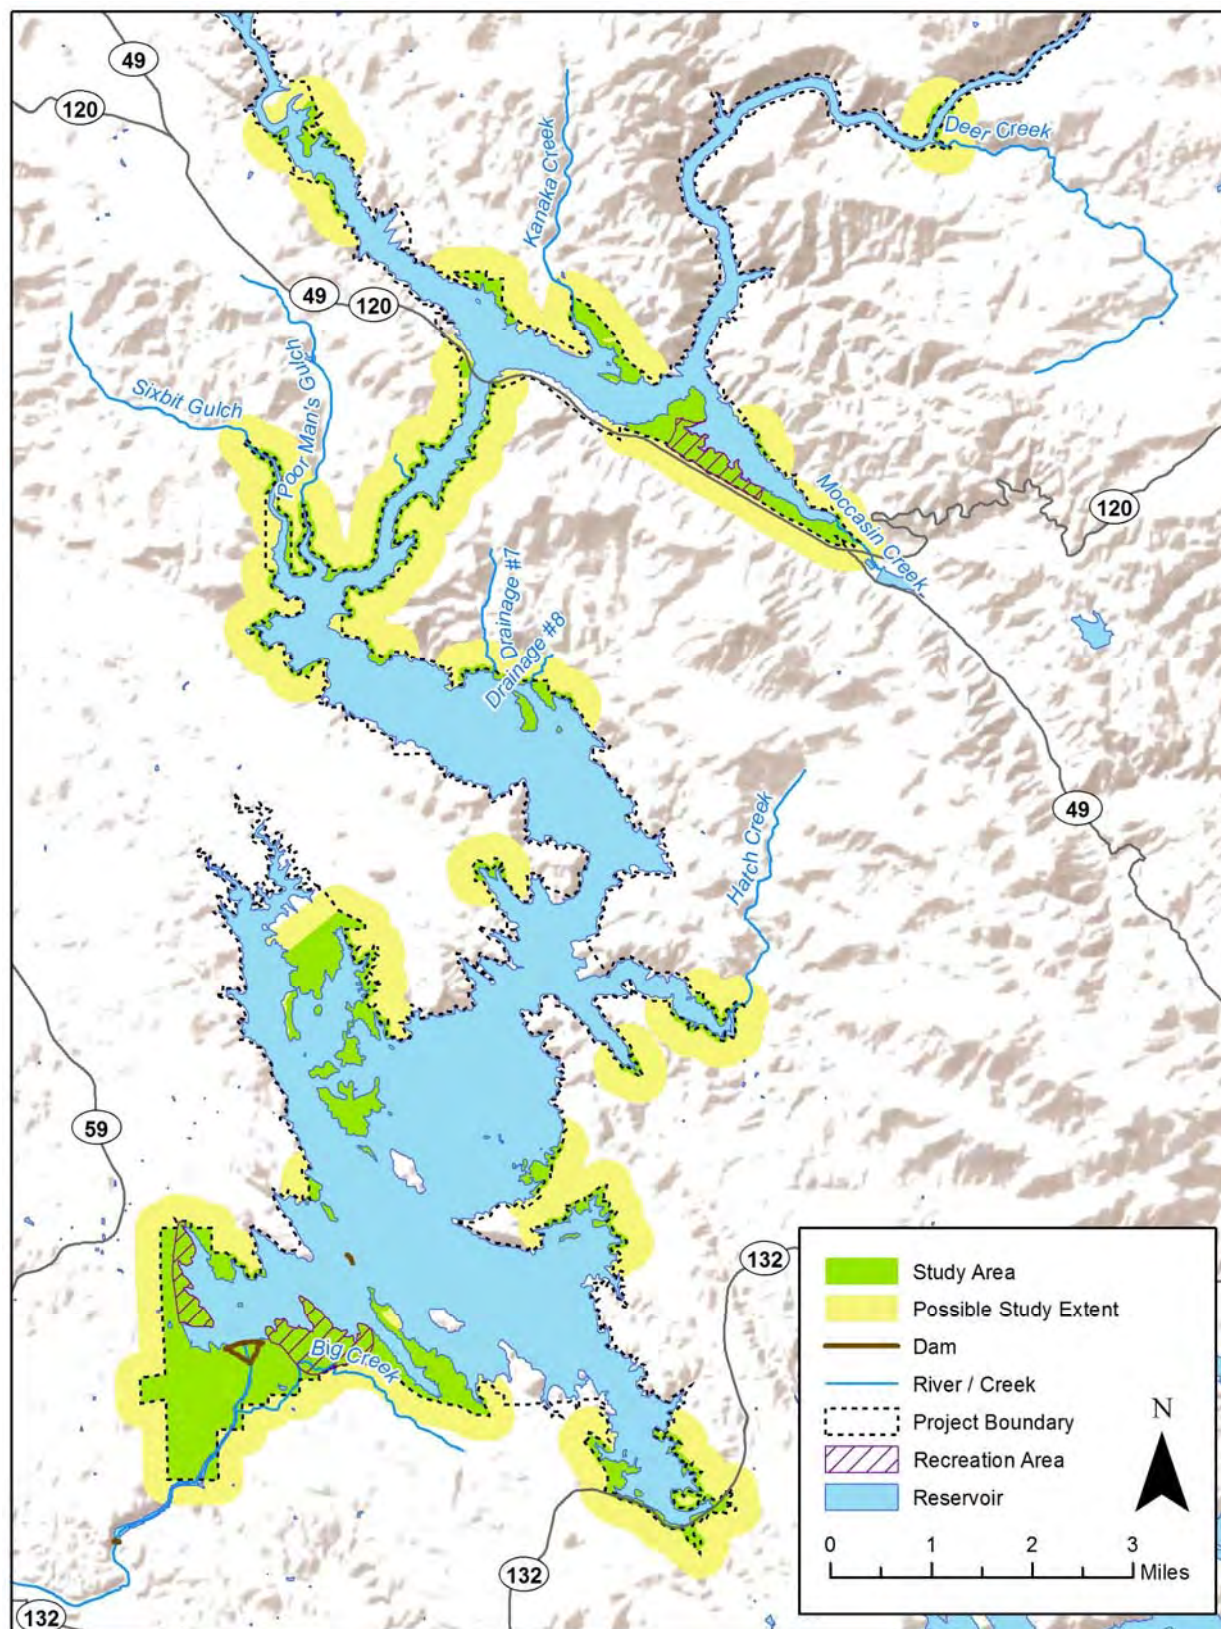 49
120
Deer Creek
Kanaka Creek
49
120
Poor Man's Gulch
Sixbit Gulch
Moccasin Creek
120
Drainage #7
Drainage #8
49
Hatch Creek
59
132
Big Creek
132
132
Study Area
Possible Study Extent
Dam
River / Creek
Project Boundary
Recreation Area
Reservoir
N
0 1 2 3
Miles